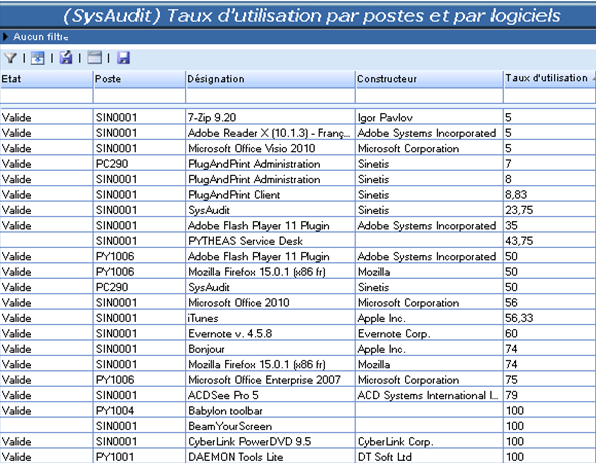 (SysAudit) Taux d'utilisation par postes et par logiciels
Aucun filtre
Etat Poste Désignation Constructeur Taux d'utilisation
Valide SIN0001 7-Zip 9.20 Igor Pavlov 5
Valide SIN0001 Adobe Reader X (10.1.3) - Franç... Adobe Systems Incorporated 5
Valide SIN0001 Microsoft Office Visio 2010 Microsoft Corporation 5
Valide PC290 PlugAndPrint Administration Sinetis 7
Valide SIN0001 PlugAndPrint Administration Sinetis 8
Valide SIN0001 PlugAndPrint Client Sinetis 8,83
Valide SIN0001 SysAudit Sinetis 23,75
Valide SIN0001 Adobe Flash Player 11 Plugin Adobe Systems Incorporated 35
SIN0001 PYTHEAS Service Desk 43,75
Valide PY1006 Adobe Flash Player 11 Plugin Adobe Systems Incorporated 50
Valide PY1006 Mozilla Firefox 15.0.1 (x86 fr) Mozilla 50
Valide PC290 SysAudit Sinetis 50
Valide SIN0001 Microsoft Office 2010 Microsoft Corporation 56
Valide SIN0001 iTunes Apple Inc. 56,33
Valide SIN0001 Evernote v. 4.5.8 Evernote Corp. 60
Valide SIN0001 Bonjour Apple Inc. 74
Valide SIN0001 Mozilla Firefox 15.0.1 (x86 fr) Mozilla 74
Valide PY1006 Microsoft Office Enterprise 2007 Microsoft Corporation 75
Valide SIN0001 ACDSee Pro 5 ACD Systems International I... 79
Valide PY1004 Babylon toolbar 100
SIN0001 BeamYourScreen 100
Valide SIN0001 CyberLink PowerDVD 9.5 CyberLink Corp. 100
Valide PY1001 DAEMON Tools Lite DT Soft Ltd 100